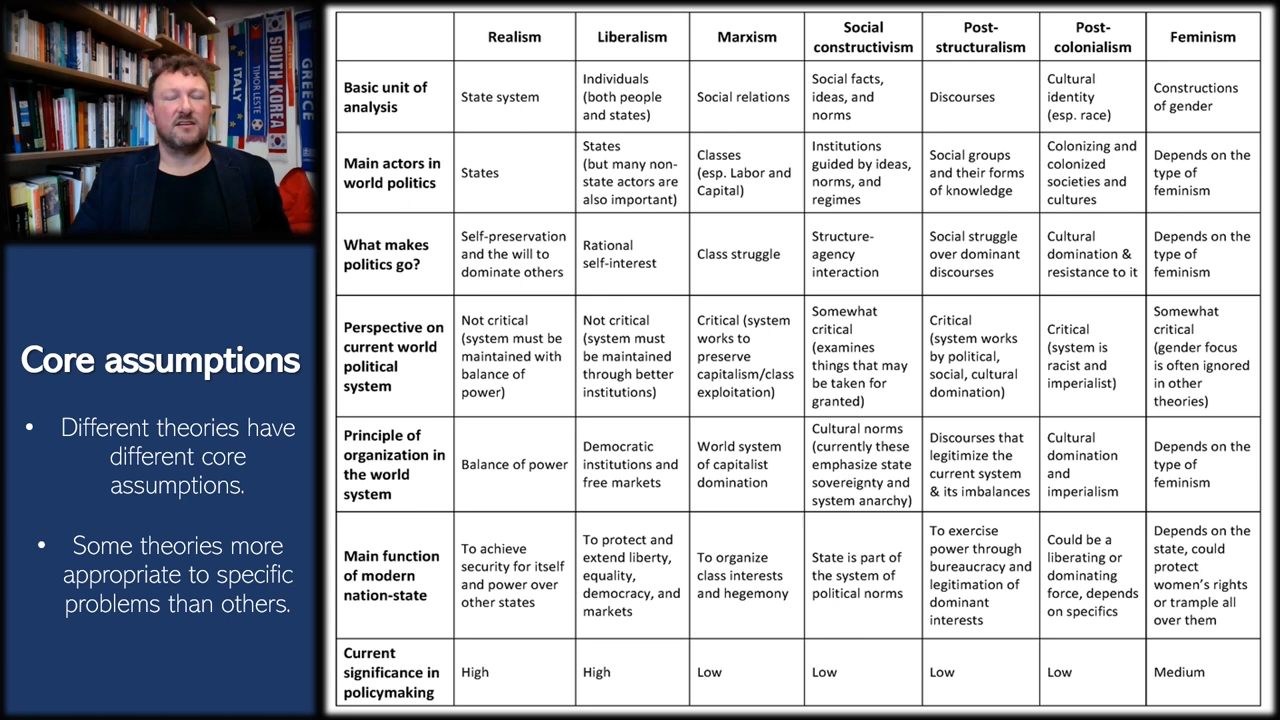 ITALY
TIMOR LESTE
SOUTH KOREA
GREECE
Core assumptions
• Different theories have
different core
assumptions.
• Some theories more
appropriate to specific
problems than others.
Realism
Liberalism
Marxism
Social
constructivism
Post-
structuralism
Post-
colonialism
Feminism
Basic unit of
analysis
State system
Individuals
(both people
and states)
Social relations
Social facts,
ideas, and
norms
Discourses
Cultural
identity
(esp. race)
Constructions
of gender
Main actors in
world politics
States
States
(but many non-
state actors are
also important)
Classes
(esp. Labor and
Capital)
Institutions
guided by ideas,
norms, and
regimes
Social groups
and their forms
of knowledge
Colonizing and
colonized
societies and
cultures
Depends on the
type of
feminism
What makes
politics go?
Self-preservation
and the will to
dominate others
Rational
self-interest
Class struggle
Structure-
agency
interaction
Social struggle
over dominant
discourses
Cultural
domination &
resistance to it
Depends on the
type of
feminism
Perspective on
current world
political
system
Not critical
(system must be
maintained with
balance of
power)
Not critical
(system must
be maintained
through better
institutions)
Critical (system
works to
preserve
capitalism/class
exploitation)
Somewhat
critical
(examines
things that may
be taken for
granted)
Critical
(system works
by political,
social, cultural
domination)
Critical
(system is
racist and
imperialist)
Somewhat
critical
(gender focus
is often ignored
in other
theories)
Principle of
organization in
the world
system
Balance of power
Democratic
institutions and
free markets
World system
of capitalist
domination
Cultural norms
(currently these
emphasize state
sovereignty and
system anarchy)
Discourses that
legitimize the
current system
& its imbalances
Cultural
domination
and
imperialism
Depends on the
type of
feminism
Main function
of modern
nation-state
To achieve
security for itself
and power over
other states
To protect and
extend liberty,
equality,
democracy, and
markets
To organize
class interests
and hegemony
State is part of
the system of
political norms
To exercise
power through
bureaucracy and
legitimation of
dominant
interests
Could be a
liberating or
dominating
force, depends
on specifics
Depends on the
state, could
protect
women's rights
or trample all
over them
Current
significance in
policymaking
High
High
Low
Low
Low
Low
Medium